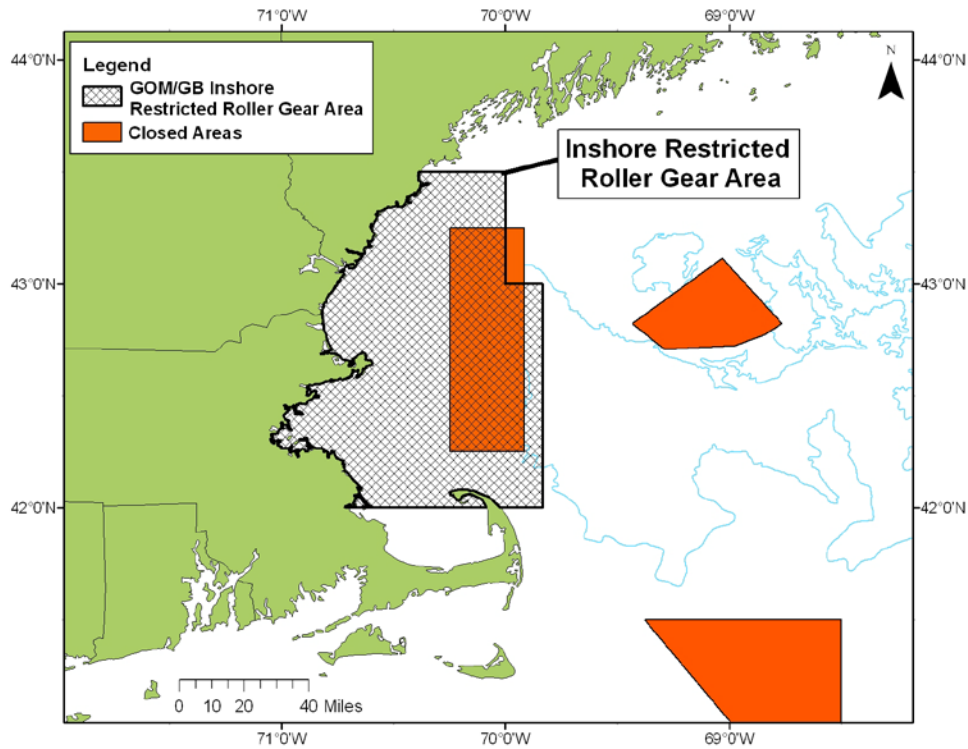 71°0'W 70°0'W 69°0'W
44°0'N 44°0'N
N
Legend
GOM/GB Inshore
Restricted Roller Gear Area
Closed Areas
Inshore Restricted
Roller Gear Area
43°0'N 43°0'N
42°0'N 42°0'N
0 10 20 40 Miles
71°0'W 70°0'W 69°0'W